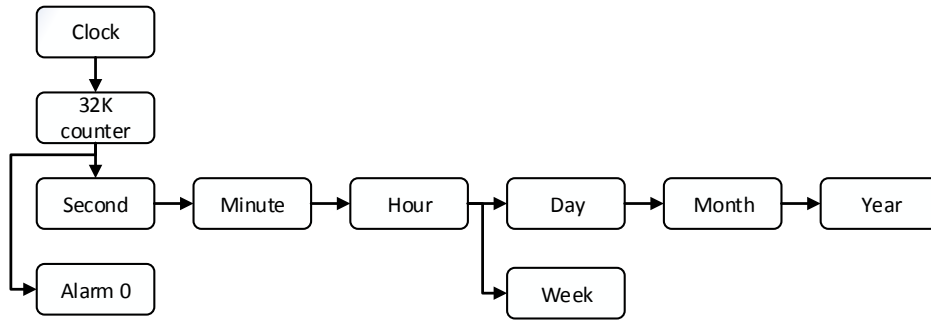 Clock
32K
counter
Second
Minute
Hour
Day
Month
Year
Alarm 0
Week